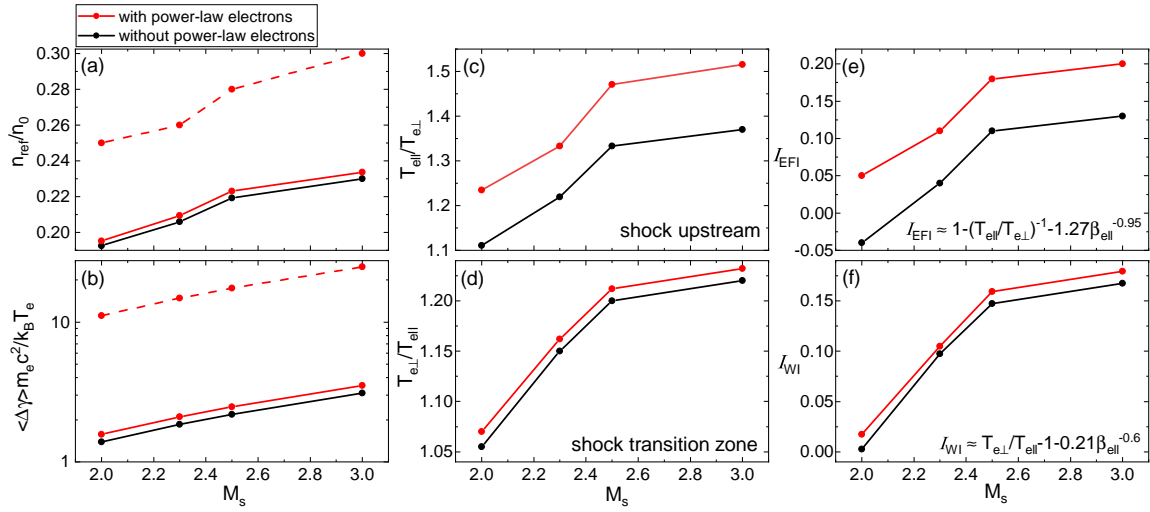 with power-law electrons
without power-law electrons
(a)
n_ref/n_0
0.30
0.28
0.26
0.24
0.22
0.20
(b)
<Δγ>m_ec^2/k_BT_e
10
1
2.0 2.2 2.4 2.6 2.8 3.0
M_s
(c)
T_ell/T_e⊥
1.5
1.4
1.3
1.2
1.1
shock upstream
(d)
T_e⊥/T_ell
1.20
1.15
1.10
1.05
shock transition zone
2.0 2.2 2.4 2.6 2.8 3.0
M_s
(e)
I_EFI
0.20
0.15
0.10
0.05
0.00
-0.05
I_EFI ≈ 1-(T_ell/T_e⊥)^-1-1.27β_ell^-0.95
(f)
I_WI
0.15
0.10
0.05
0.00
I_WI ≈ T_e⊥/T_ell-1-0.21β_ell^-0.6
2.0 2.2 2.4 2.6 2.8 3.0
M_s